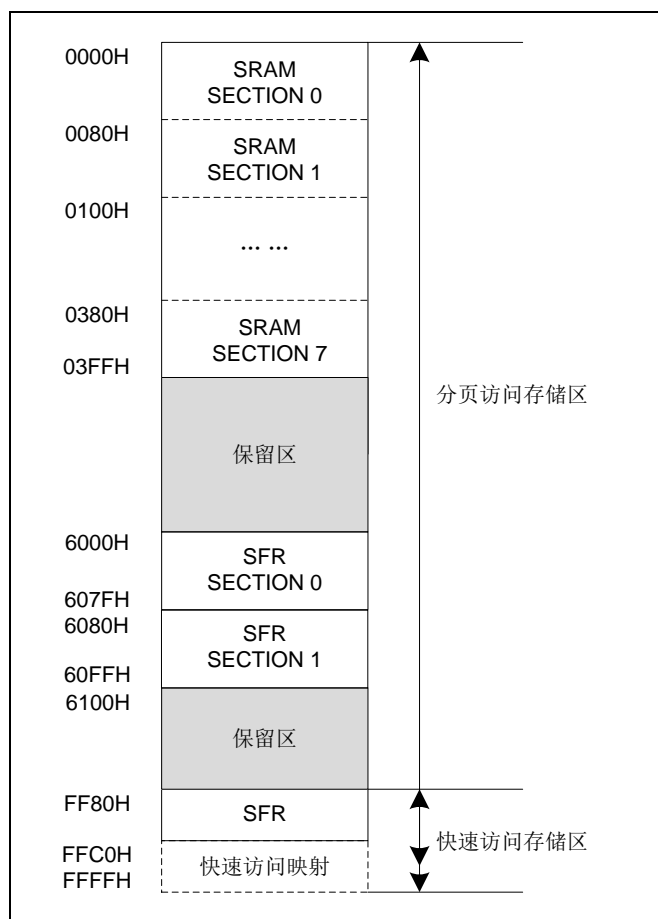 0000H
SRAM
SECTION 0
0080H
SRAM
SECTION 1
0100H
... ...
0380H
SRAM
SECTION 7
03FFH
分页访问存储区
保留区
6000H
SFR
SECTION 0
607FH
6080H
SFR
SECTION 1
60FFH
6100H
保留区
FF80H
SFR
快速访问存储区
FFC0H
快速访问映射
FFFFH